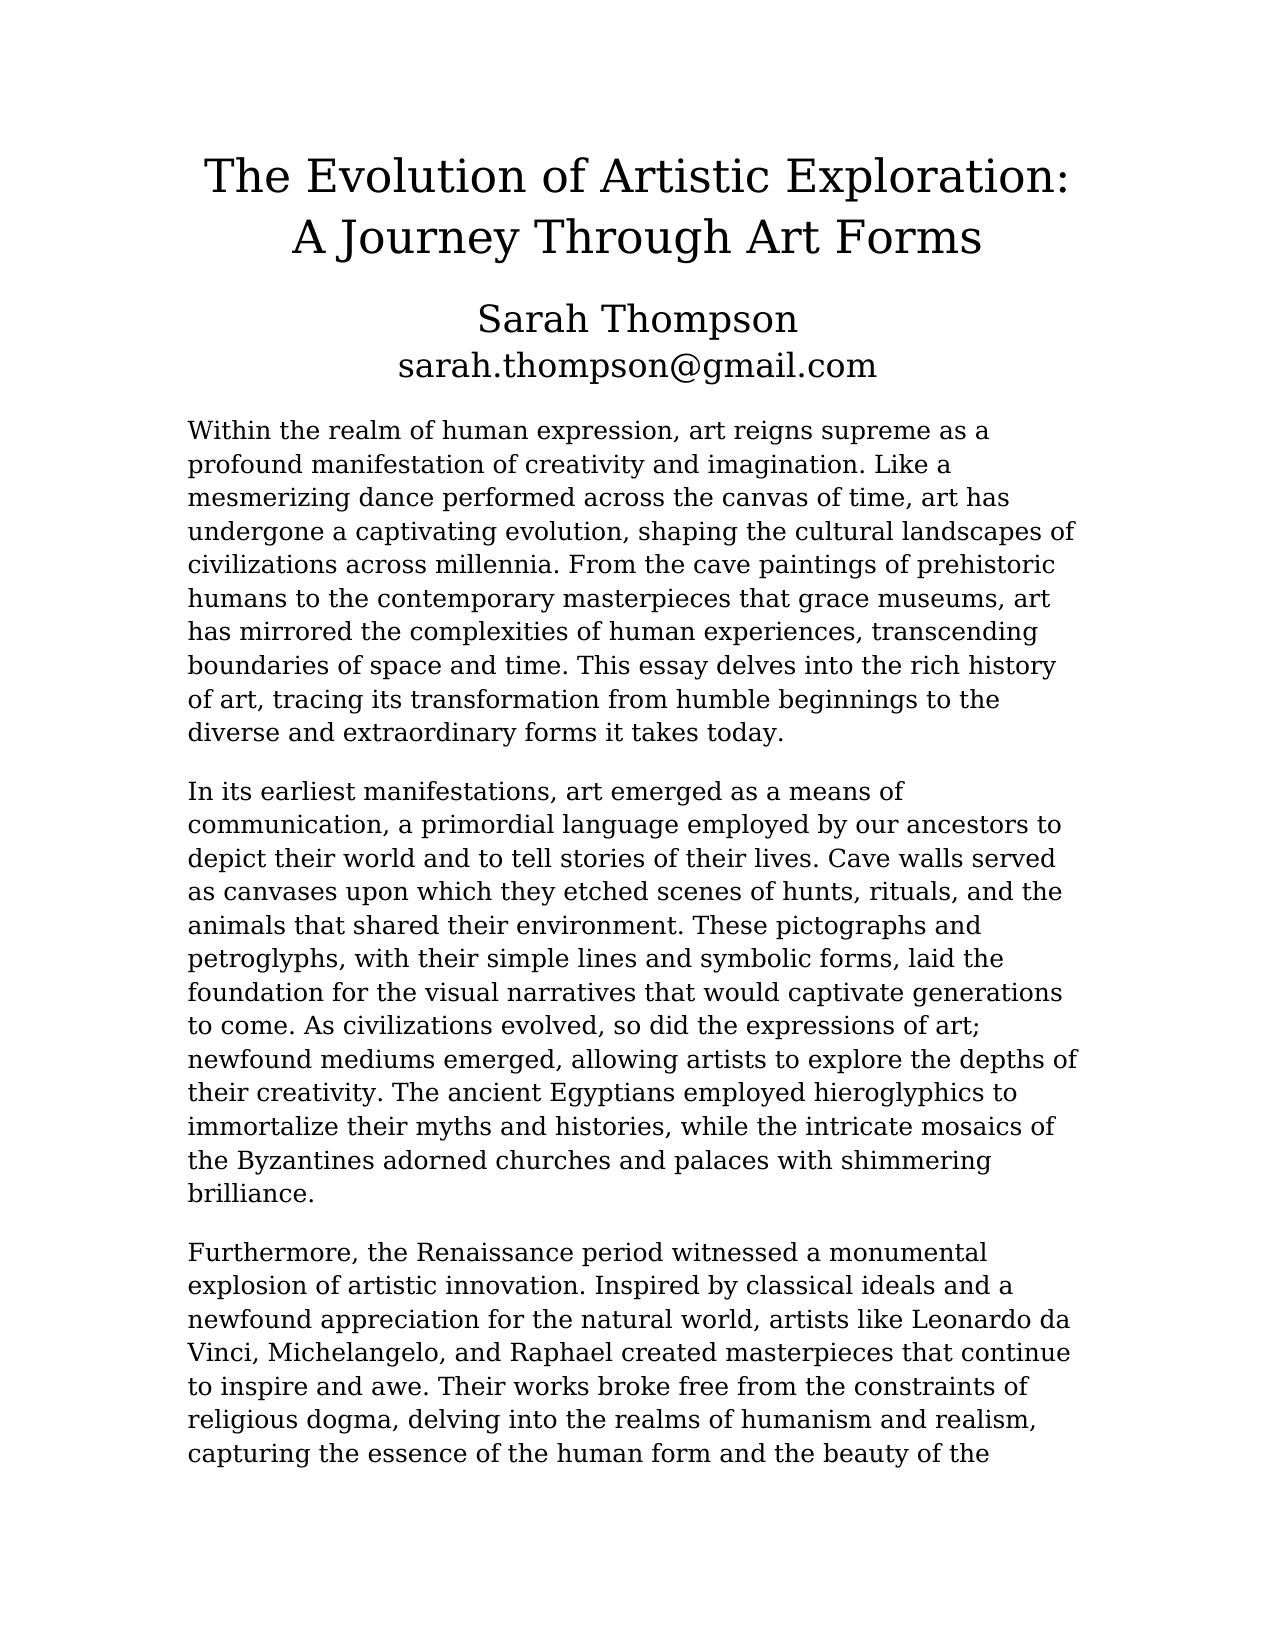 The Evolution of Artistic Exploration:
A Journey Through Art Forms
Sarah Thompson
sarah.thompson@gmail.com
Within the realm of human expression, art reigns supreme as a
profound manifestation of creativity and imagination. Like a
mesmerizing dance performed across the canvas of time, art has
undergone a captivating evolution, shaping the cultural landscapes of
civilizations across millennia. From the cave paintings of prehistoric
humans to the contemporary masterpieces that grace museums, art
has mirrored the complexities of human experiences, transcending
boundaries of space and time. This essay delves into the rich history
of art, tracing its transformation from humble beginnings to the
diverse and extraordinary forms it takes today.
In its earliest manifestations, art emerged as a means of
communication, a primordial language employed by our ancestors to
depict their world and to tell stories of their lives. Cave walls served
as canvases upon which they etched scenes of hunts, rituals, and the
animals that shared their environment. These pictographs and
petroglyphs, with their simple lines and symbolic forms, laid the
foundation for the visual narratives that would captivate generations
to come. As civilizations evolved, so did the expressions of art;
newfound mediums emerged, allowing artists to explore the depths of
their creativity. The ancient Egyptians employed hieroglyphics to
immortalize their myths and histories, while the intricate mosaics of
the Byzantines adorned churches and palaces with shimmering
brilliance.
Furthermore, the Renaissance period witnessed a monumental
explosion of artistic innovation. Inspired by classical ideals and a
newfound appreciation for the natural world, artists like Leonardo da
Vinci, Michelangelo, and Raphael created masterpieces that continue
to inspire and awe. Their works broke free from the constraints of
religious dogma, delving into the realms of humanism and realism,
capturing the essence of the human form and the beauty of the